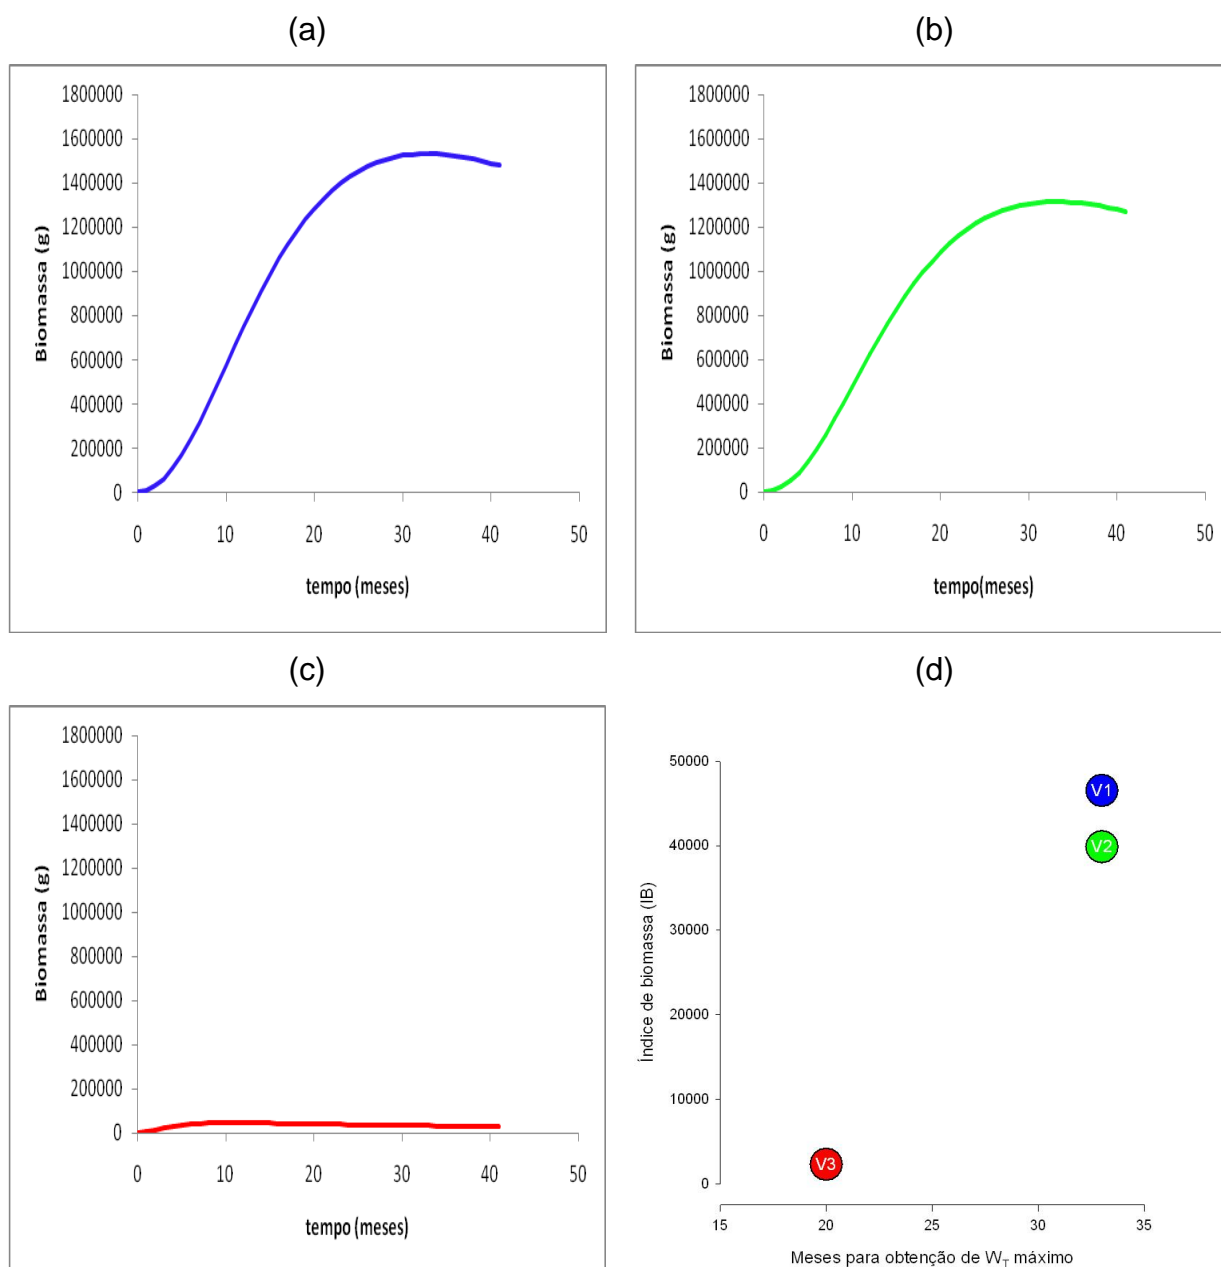 (a)
1800000
1600000
1400000
1200000
1000000
800000
600000
400000
200000
0
Biomassa (g)
0 10 20 30 40 50
tempo (meses)
(b)
1800000
1600000
1400000
1200000
1000000
800000
600000
400000
200000
0
Biomassa (g)
0 10 20 30 40 50
tempo(meses)
(c)
1800000
1600000
1400000
1200000
1000000
800000
600000
400000
200000
0
Biomassa (g)
0 10 20 30 40 50
tempo (meses)
(d)
50000
40000
30000
20000
10000
0
Índice de biomassa (IB)
V1
V2
V3
15 20 25 30 35
Meses para obtenção de W_T máximo